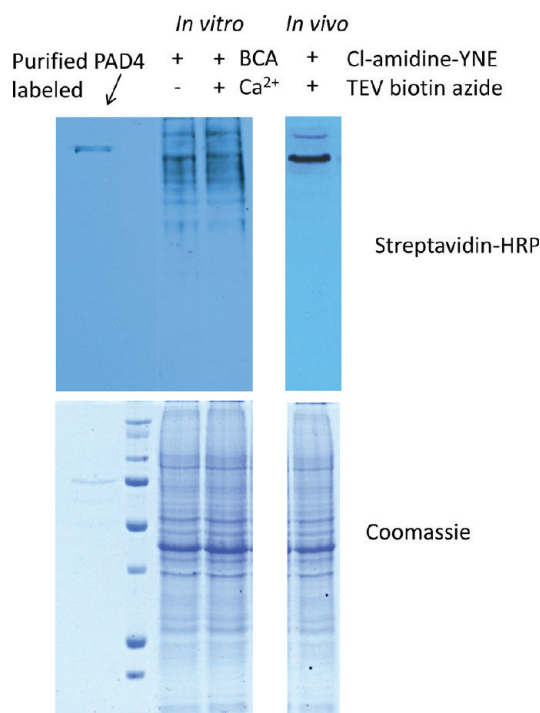 In vitro In vivo
Purified PAD4 + + BCA + Cl-amidine-YNE
labeled - + Ca²⁺ + TEV biotin azide
Streptavidin-HRP
Coomassie